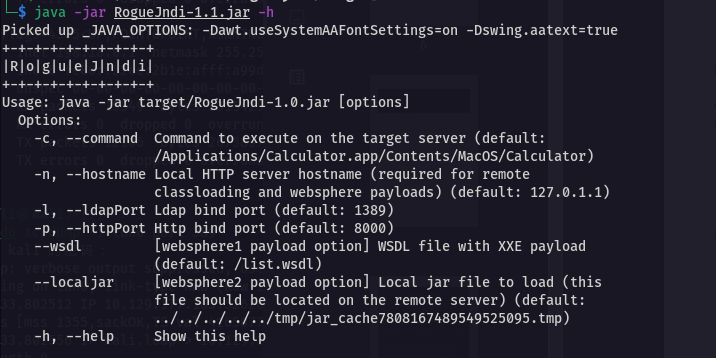 $ java -jar RogueJndi-1.1.jar -h
Picked up _JAVA_OPTIONS: -Dawt.useSystemAAFontSettings=on -Dswing.aatext=true
+-+-+-+-+-+-+-+-+-+
|R|o|g|u|e|J|n|d|i|
+-+-+-+-+-+-+-+-+-+
Usage: java -jar target/RogueJndi-1.0.jar [options]
Options:
-c, --command Command to execute on the target server (default:
/Applications/Calculator.app/Contents/MacOS/Calculator)
-n, --hostname Local HTTP server hostname (required for remote
classloading and websphere payloads) (default: 127.0.1.1)
-l, --ldapPort Ldap bind port (default: 1389)
-p, --httpPort Http bind port (default: 8000)
--wsdl [websphere1 payload option] WSDL file with XXE payload
(default: /list.wsdl)
--localjar [websphere2 payload option] Local jar file to load (this
file should be located on the remote server) (default:
../../../../../tmp/jar_cache7808167489549525095.tmp)
-h, --help Show this help